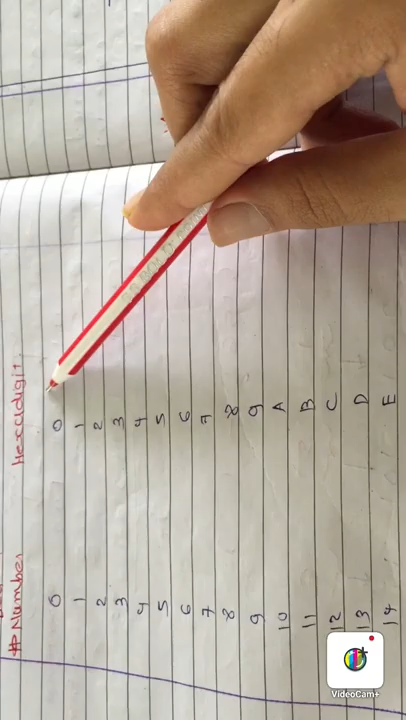 # Number Hexadigit
0 0
1 1
2 2
3 3
4 4
5 5
6 6
7 7
8 8
9 9
10 A
11 B
12 C
13 D
14 E
VideoCam+